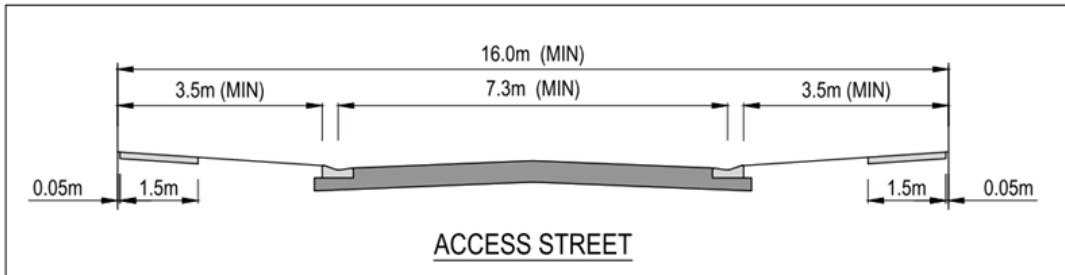 16.0m (MIN)
3.5m (MIN) 7.3m (MIN) 3.5m (MIN)
0.05m 1.5m 1.5m 0.05m
ACCESS STREET